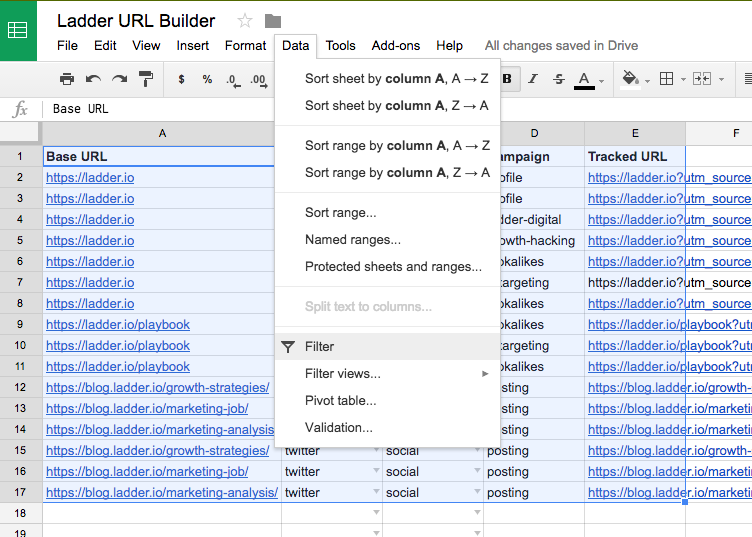 Ladder URL Builder
File Edit View Insert Format Data Tools Add-ons Help All changes saved in Drive
$ % .0 .00 B I S A
fx Base URL
A D E F
1 Base URL Tracked URL
2 https://ladder.io https://ladder.io?utm_source
3 https://ladder.io https://ladder.io?utm_source
4 https://ladder.io dder-digital https://ladder.io?utm_source
5 https://ladder.io owth-hacking https://ladder.io?utm_source
6 https://ladder.io okalikes https://ladder.io?utm_source
7 https://ladder.io targeting https://ladder.io?utm_source
8 https://ladder.io okalikes https://ladder.io?utm_source
9 https://ladder.io/playbook okalikes https://ladder.io/playbook?utm
10 https://ladder.io/playbook targeting https://ladder.io/playbook?utm
11 https://ladder.io/playbook okalikes https://ladder.io/playbook?utm
12 https://blog.ladder.io/growth-strategies/ sting https://blog.ladder.io/growth-
13 https://blog.ladder.io/marketing-job/ sting https://blog.ladder.io/marketi
14 https://blog.ladder.io/marketing-analysis sting https://blog.ladder.io/marketi
15 https://blog.ladder.io/growth-strategies/ twitter social posting https://blog.ladder.io/growth-
16 https://blog.ladder.io/marketing-job/ twitter social posting https://blog.ladder.io/marketi
17 https://blog.ladder.io/marketing-analysis/ twitter social posting https://blog.ladder.io/marketi
18
19
Sort sheet by column A, A → Z
Sort sheet by column A, Z → A
Sort range by column A, A → Z
Sort range by column A, Z → A
Sort range...
Named ranges...
Protected sheets and ranges...
Split text to columns...
Filter
Filter views...
Pivot table...
Validation...